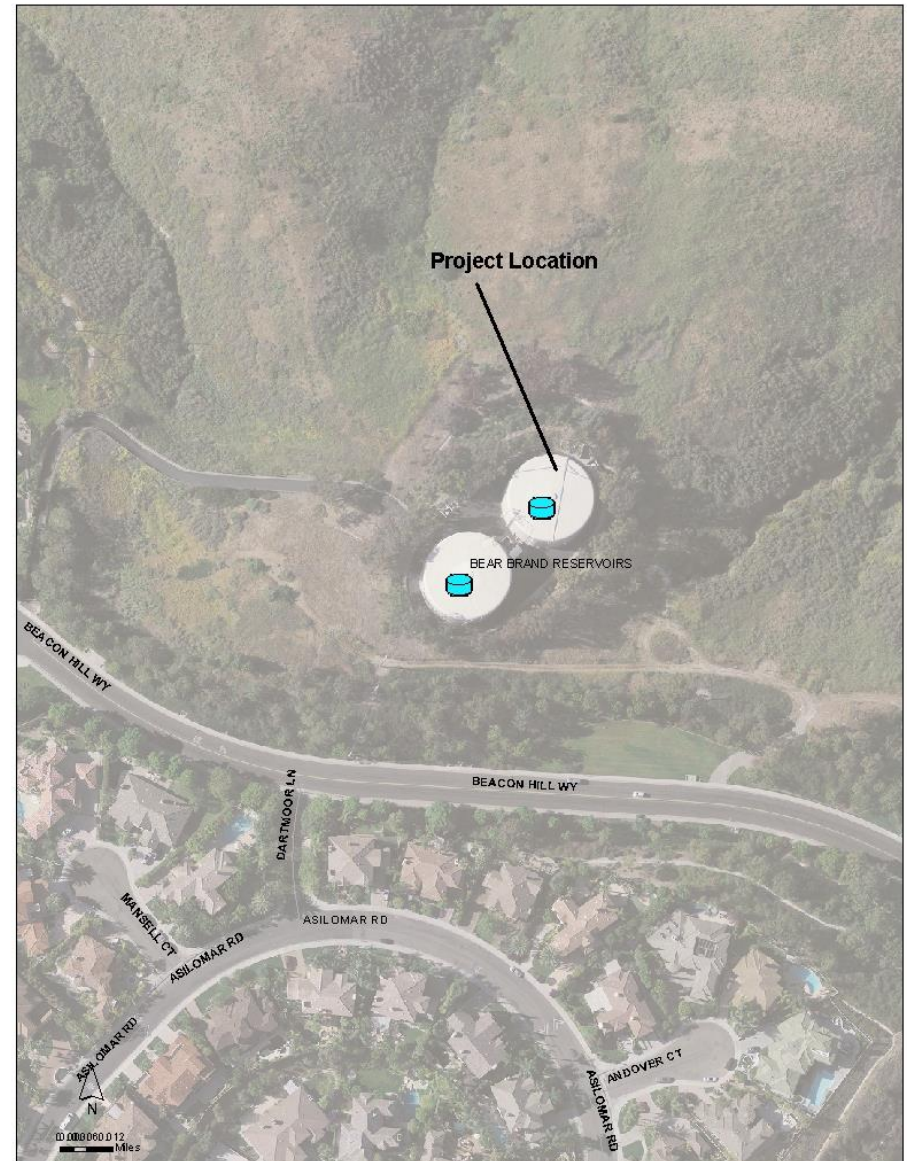 Project Location
BEAR BRAND RESERVOIRS
BEACON HILL WY
BEACON HILL WY
DARTMOOR LN
MANSELL CT
ASILOMAR RD
ASILOMAR RD
ASILOMAR RD
ANDOVER CT
ASILOMAR RD
N
Miles